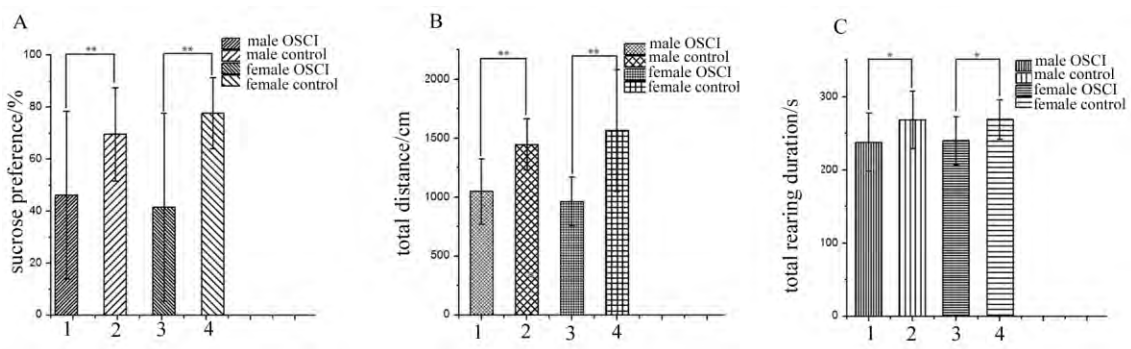 A
male OSCI
male control
female OSCI
female control
**
**
100
80
60
40
20
0
sucrose preference/%
1 2 3 4
B
male OSCI
male control
female OSCI
female control
**
**
2000
1500
1000
500
0
total distance/cm
1 2 3 4
C
male OSCI
male control
female OSCI
female control
*
*
300
200
300
0
total rearing duration/s
1 2 3 4